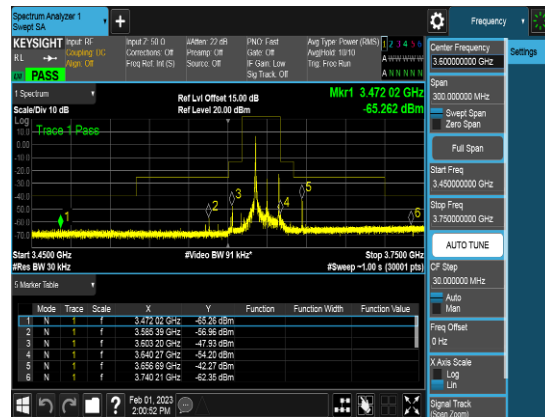 Spectrum Analyzer 1
Swept SA
+
Frequency
KEYSIGHT
RL
Input: RF
Coupling: DC
Align: Off
Input Z: 50 Ω
Corrections: Off
Freq Ref: Int (S)
#Atten: 22 dB
Preamp: Off
Source: Off
PNO: Fast
Gate: Off
IF Gain: Low
Sig Track: Off
Avg Type: Power (RMS)
Avg|Hold: 10/10
Trig: Free Run
1 2 3 4 5 6
A W W W W W
A N N N N N
PASS
1 Spectrum
Scale/Div 10 dB
Ref Lvl Offset 15.00 dB
Ref Level 20.00 dBm
Mkr1 3.472 02 GHz
-65.262 dBm
Log
Trace 1 Pass
10.0
0.00
-10.0
-20.0
-30.0
-40.0
-50.0
-60.0
-70.0
1
2
3
4
5
6
Start 3.4500 GHz
#Res BW 30 kHz
#Video BW 91 kHz*
Stop 3.7500 GHz
#Sweep ~1.00 s (30001 pts)
5 Marker Table
Mode Trace Scale X Y Function Function Width Function Value
1 N 1 f 3.472 02 GHz -65.26 dBm
2 N 1 f 3.585 39 GHz -56.96 dBm
3 N 1 f 3.603 20 GHz -47.93 dBm
4 N 1 f 3.640 27 GHz -54.20 dBm
5 N 1 f 3.656 69 GHz -42.27 dBm
6 N 1 f 3.740 21 GHz -62.35 dBm
Feb 01, 2023
2:00:52 PM
Center Frequency
3.600000000 GHz
Settings
Span
300.000000 MHz
Swept Span
Zero Span
Full Span
Start Freq
3.450000000 GHz
Stop Freq
3.750000000 GHz
AUTO TUNE
CF Step
30.000000 MHz
Auto
Man
Freq Offset
0 Hz
X Axis Scale
Log
Lin
Signal Track
(Span Zoom)